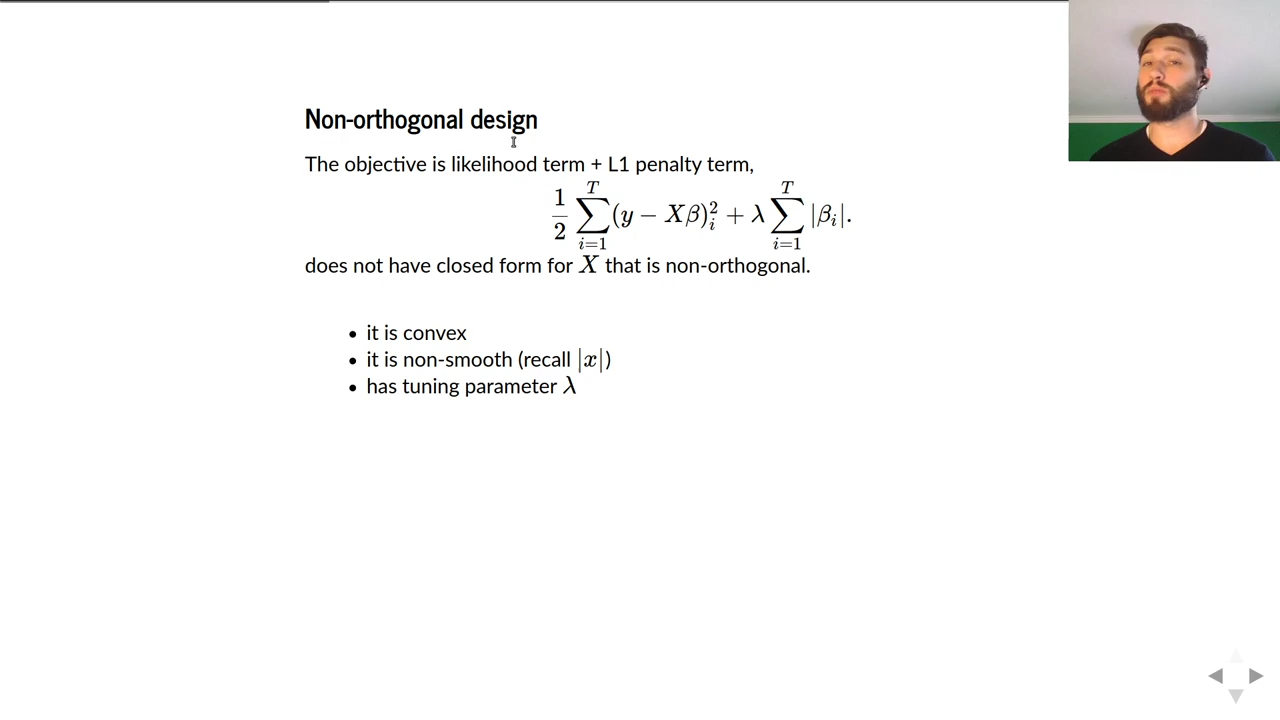 Non-orthogonal design
The objective is likelihood term + L1 penalty term,
$$\frac{1}{2}\sum_{i=1}^{T}(y - X\beta)_i^2 + \lambda\sum_{i=1}^{T}|\beta_i|.$$
does not have closed form for $X$ that is non-orthogonal.
• it is convex
• it is non-smooth (recall $|x|$)
• has tuning parameter $\lambda$